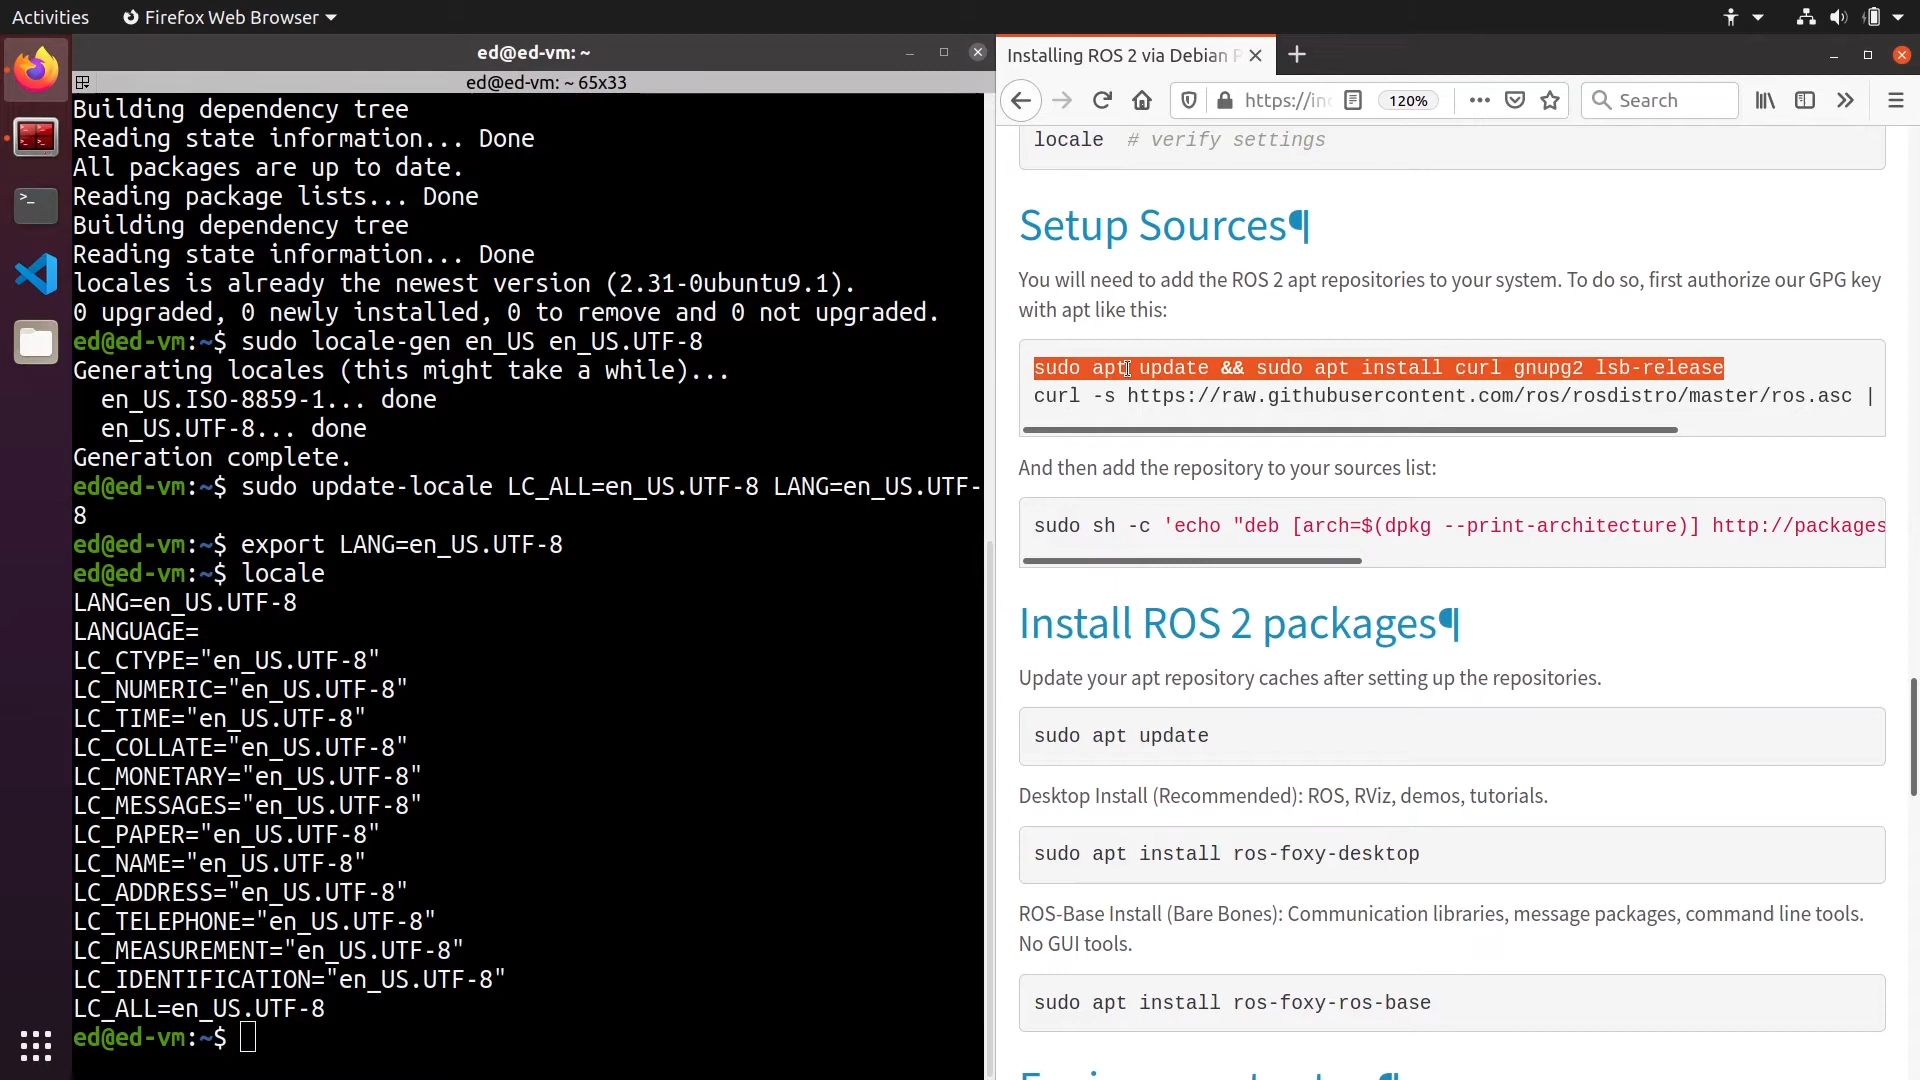 Activities
Firefox Web Browser
ed@ed-vm: ~
ed@ed-vm: ~ 65x33
Building dependency tree
Reading state information... Done
All packages are up to date.
Reading package lists... Done
Building dependency tree
Reading state information... Done
locales is already the newest version (2.31-0ubuntu9.1).
0 upgraded, 0 newly installed, 0 to remove and 0 not upgraded.
ed@ed-vm:~$ sudo locale-gen en_US en_US.UTF-8
Generating locales (this might take a while)...
  en_US.ISO-8859-1... done
  en_US.UTF-8... done
Generation complete.
ed@ed-vm:~$ sudo update-locale LC_ALL=en_US.UTF-8 LANG=en_US.UTF-
8
ed@ed-vm:~$ export LANG=en_US.UTF-8
ed@ed-vm:~$ locale
LANG=en_US.UTF-8
LANGUAGE=
LC_CTYPE="en_US.UTF-8"
LC_NUMERIC="en_US.UTF-8"
LC_TIME="en_US.UTF-8"
LC_COLLATE="en_US.UTF-8"
LC_MONETARY="en_US.UTF-8"
LC_MESSAGES="en_US.UTF-8"
LC_PAPER="en_US.UTF-8"
LC_NAME="en_US.UTF-8"
LC_ADDRESS="en_US.UTF-8"
LC_TELEPHONE="en_US.UTF-8"
LC_MEASUREMENT="en_US.UTF-8"
LC_IDENTIFICATION="en_US.UTF-8"
LC_ALL=en_US.UTF-8
ed@ed-vm:~$
Installing ROS 2 via Debian
https://in
120%
Search
locale  # verify settings
Setup Sources¶
You will need to add the ROS 2 apt repositories to your system. To do so, first authorize our GPG key
with apt like this:
sudo apt update && sudo apt install curl gnupg2 lsb-release
curl -s https://raw.githubusercontent.com/ros/rosdistro/master/ros.asc |
And then add the repository to your sources list:
sudo sh -c 'echo "deb [arch=$(dpkg --print-architecture)] http://packages
Install ROS 2 packages¶
Update your apt repository caches after setting up the repositories.
sudo apt update
Desktop Install (Recommended): ROS, RViz, demos, tutorials.
sudo apt install ros-foxy-desktop
ROS-Base Install (Bare Bones): Communication libraries, message packages, command line tools.
No GUI tools.
sudo apt install ros-foxy-ros-base